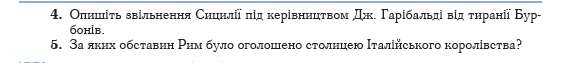 4. Опишіть звільнення Сицилії під керівництвом Дж. Гарібальді від тиранії Бур-
бонів.
5. За яких обставин Рим було оголошено столицею Італійського королівства?